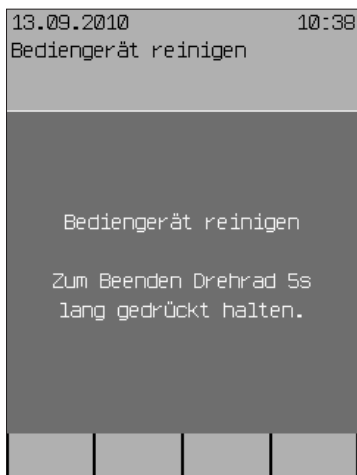 13.09.2010 10:38
Bediengerät reinigen
Bediengerät reinigen
Zum Beenden Drehrad 5s
lang gedrückt halten.